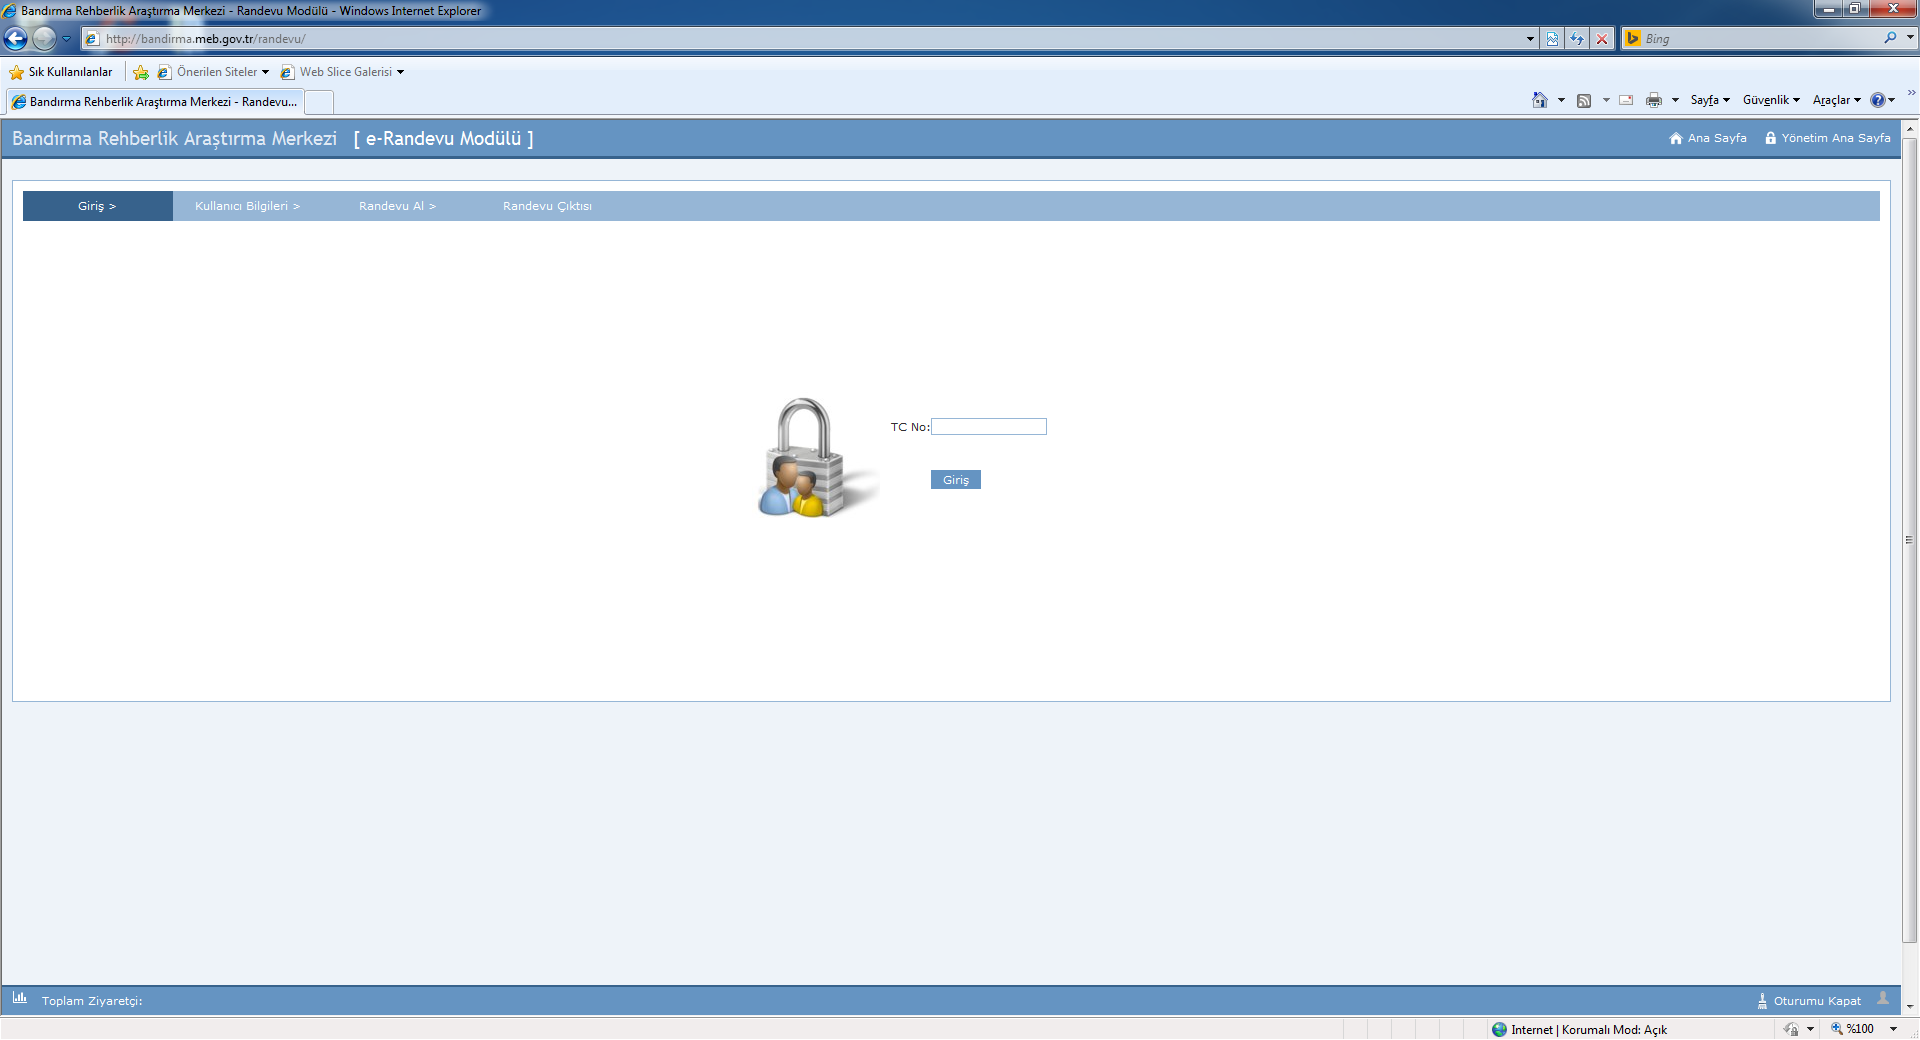 Bandırma Rehberlik Araştırma Merkezi - Randevu Modülü - Windows Internet Explorer
http://bandirma.meb.gov.tr/randevu/
Bing
Sık Kullanılanlar
Önerilen Siteler
Web Slice Galerisi
Bandırma Rehberlik Araştırma Merkezi - Randevu...
Sayfa
Güvenlik
Araçlar
Bandırma Rehberlik Araştırma Merkezi [ e-Randevu Modülü ]
Ana Sayfa
Yönetim Ana Sayfa
Giriş >
Kullanıcı Bilgileri >
Randevu Al >
Randevu Çıktısı
TC No:
Giriş
Toplam Ziyaretçi:
Oturumu Kapat
Internet | Korumalı Mod: Açık
%100